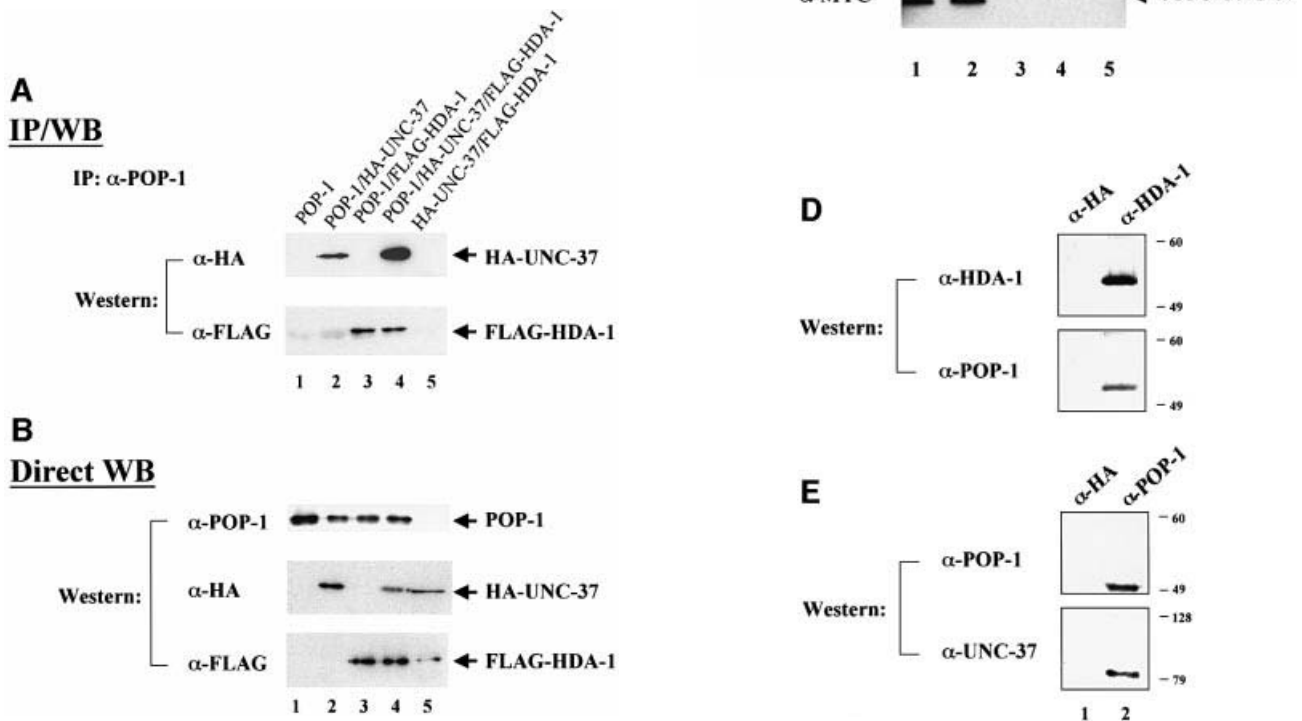 1 2 3 4 5
A
IP/WB
IP: α-POP-1
POP-1
POP-1/HA-UNC-37
POP-1/FLAG-HDA-1
POP-1/HA-UNC-37/FLAG-HDA-1
HA-UNC-37/FLAG-HDA-1
Western:
α-HA
HA-UNC-37
α-FLAG
FLAG-HDA-1
1 2 3 4 5
B
Direct WB
Western:
α-POP-1
POP-1
α-HA
HA-UNC-37
α-FLAG
FLAG-HDA-1
1 2 3 4 5
D
α-HA
α-HDA-1
Western:
α-HDA-1
60
49
α-POP-1
60
49
E
α-HA
α-POP-1
Western:
α-POP-1
60
49
α-UNC-37
128
79
1 2